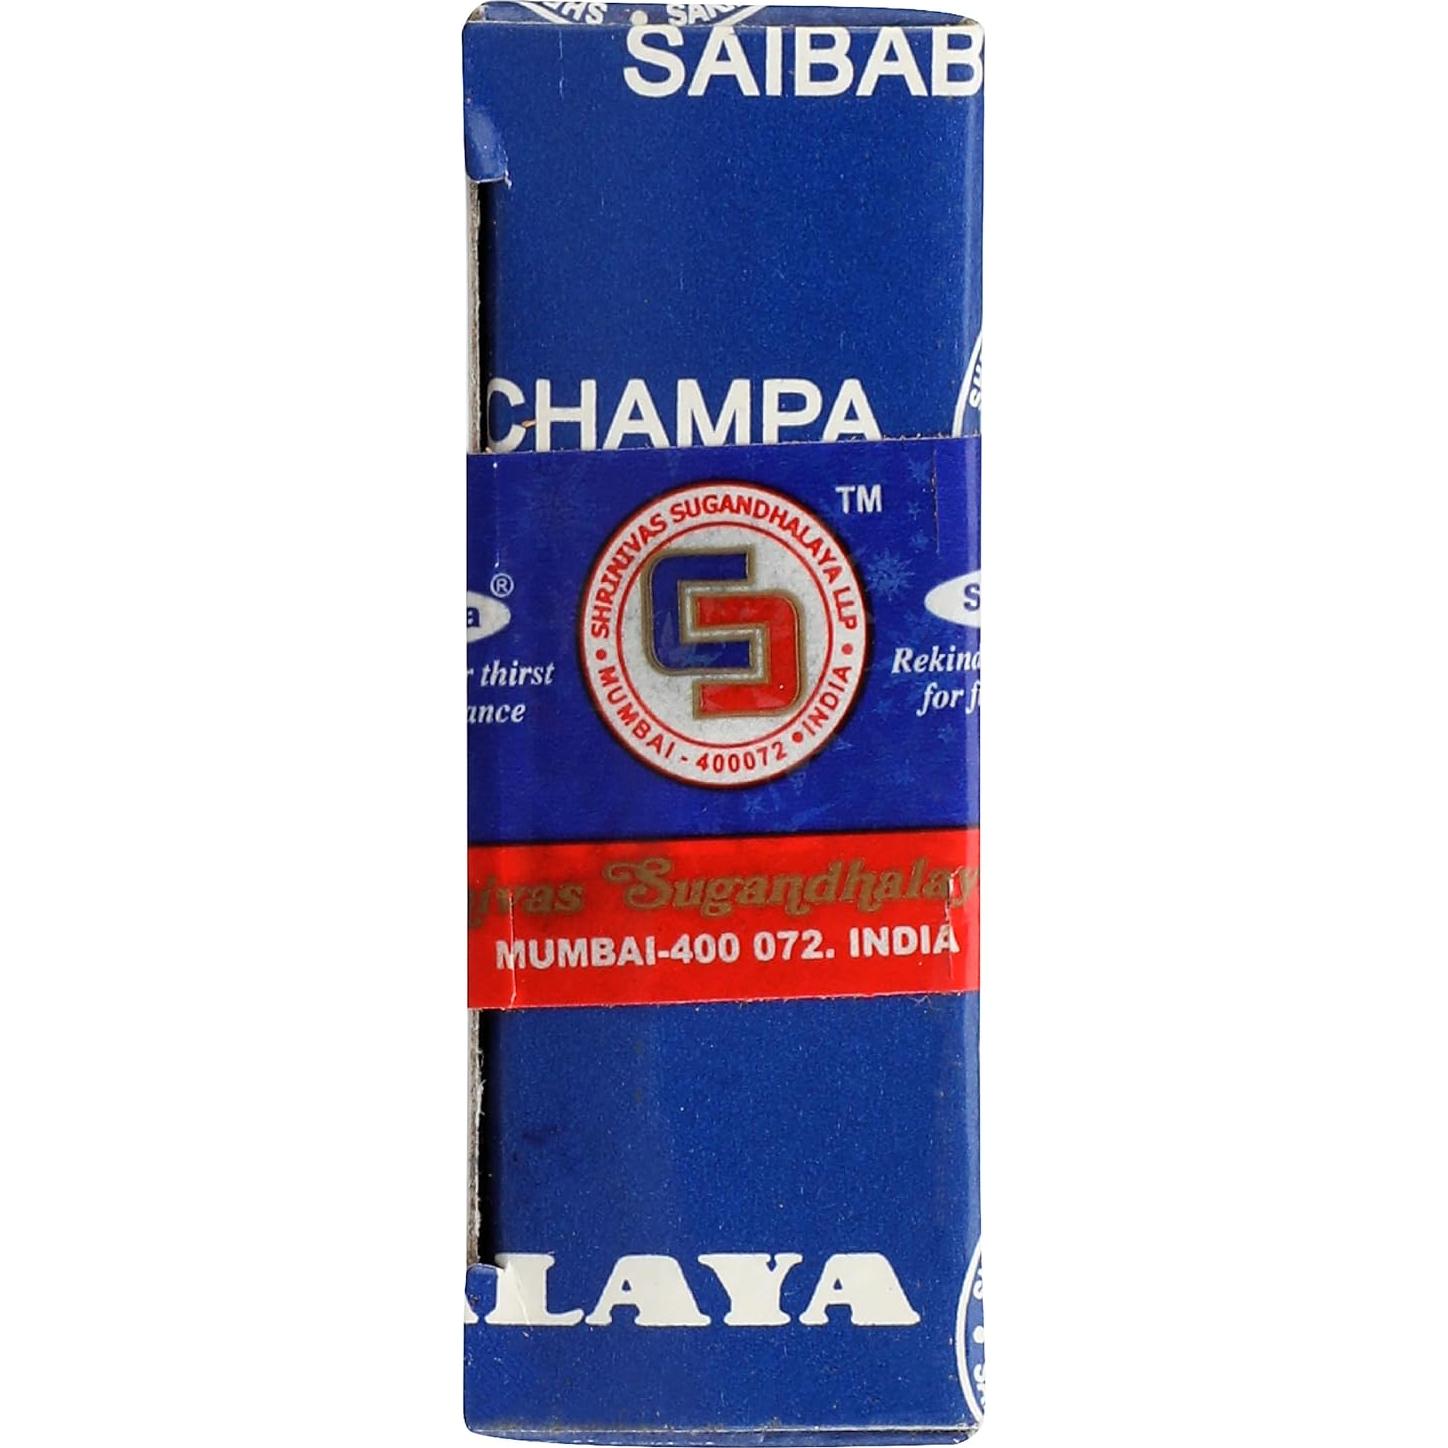 SAIBAB
CHAMPA
TM
SHRINIVAS SUGANDHALAYA LLP
• MUMBAI - 400072 • INDIA •
a ®
r thirst
ance
S
Rekind
for f
nivas Sugandhalay
MUMBAI-400 072. INDIA
LAYA